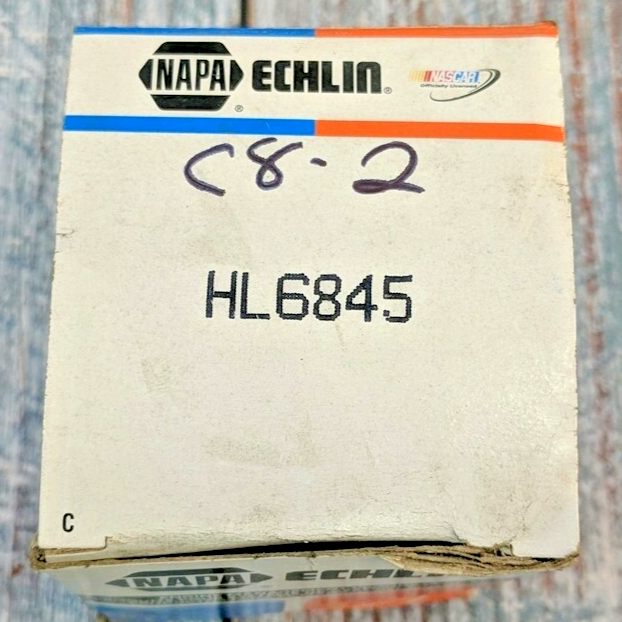 NAPA ECHLIN® NASCAR
Officially Licensed
C8-2
HL6845
C
NAPA ECHLIN